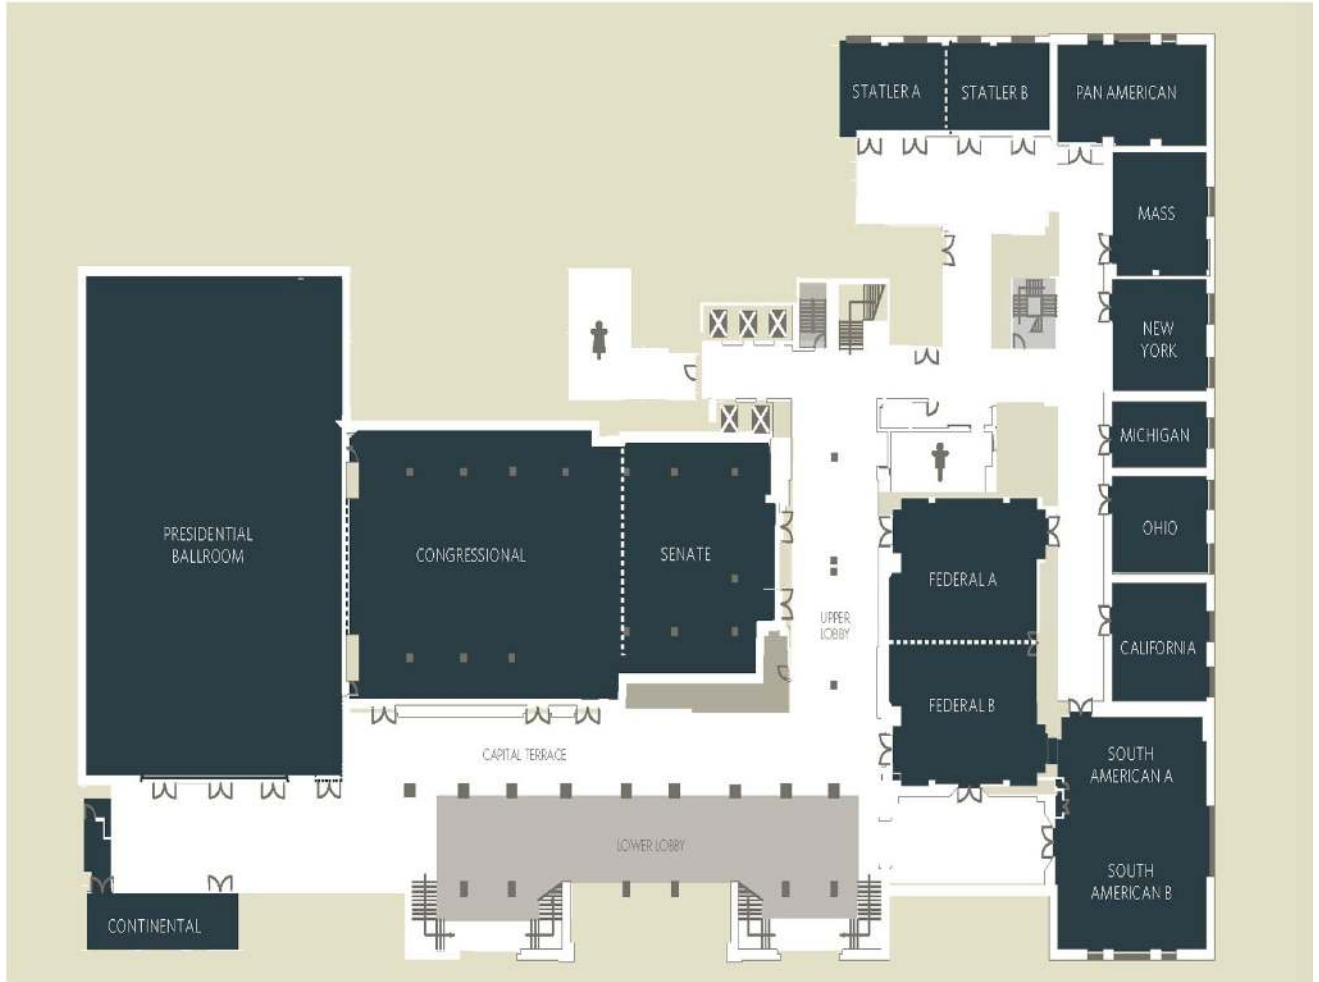 STATLER A
STATLER B
PAN AMERICAN
MASS
NEW
YORK
MICHIGAN
OHIO
CALIFORNIA
PRESIDENTIAL
BALLROOM
CONGRESSIONAL
SENATE
UPPER
LOBBY
FEDERAL A
FEDERAL B
CAPITAL TERRACE
SOUTH
AMERICAN A
LOWER LOBBY
SOUTH
AMERICAN B
CONTINENTAL